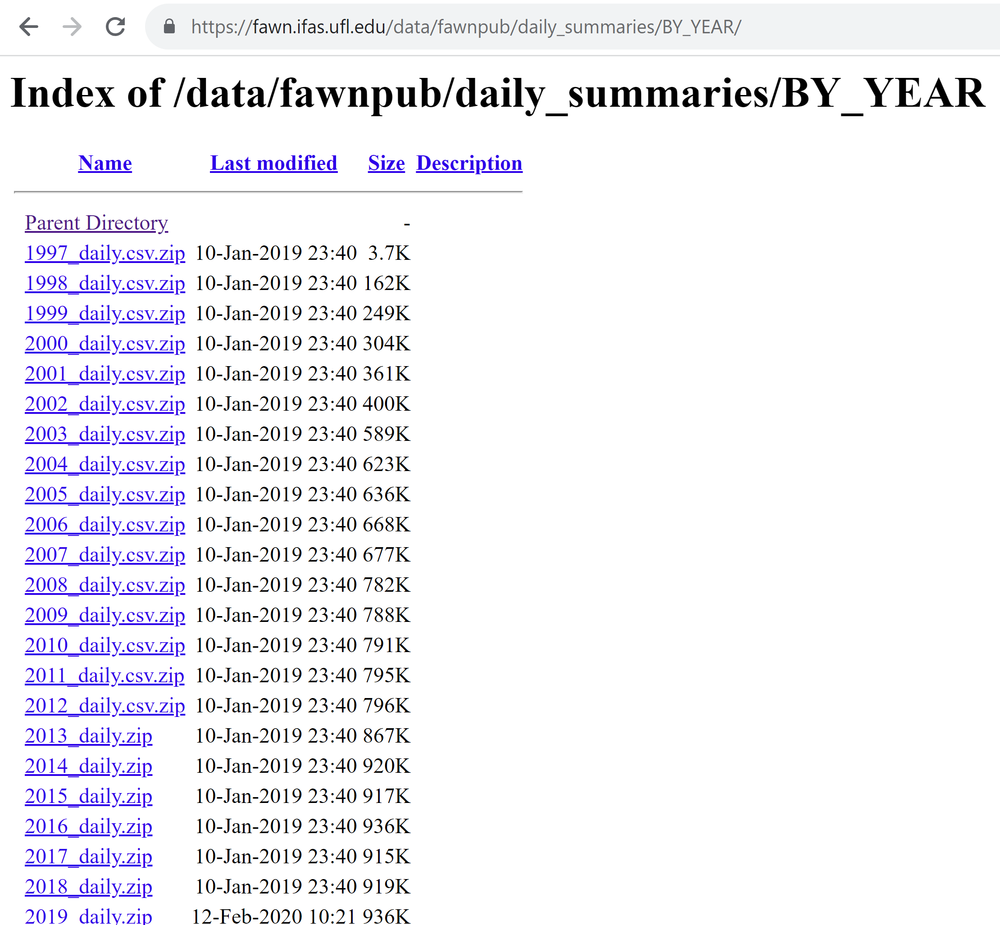 https://fawn.ifas.ufl.edu/data/fawnpub/daily_summaries/BY_YEAR/
Index of /data/fawnpub/daily_summaries/BY_YEAR
Name Last modified Size Description
Parent Directory -
1997_daily.csv.zip 10-Jan-2019 23:40 3.7K
1998_daily.csv.zip 10-Jan-2019 23:40 162K
1999_daily.csv.zip 10-Jan-2019 23:40 249K
2000_daily.csv.zip 10-Jan-2019 23:40 304K
2001_daily.csv.zip 10-Jan-2019 23:40 361K
2002_daily.csv.zip 10-Jan-2019 23:40 400K
2003_daily.csv.zip 10-Jan-2019 23:40 589K
2004_daily.csv.zip 10-Jan-2019 23:40 623K
2005_daily.csv.zip 10-Jan-2019 23:40 636K
2006_daily.csv.zip 10-Jan-2019 23:40 668K
2007_daily.csv.zip 10-Jan-2019 23:40 677K
2008_daily.csv.zip 10-Jan-2019 23:40 782K
2009_daily.csv.zip 10-Jan-2019 23:40 788K
2010_daily.csv.zip 10-Jan-2019 23:40 791K
2011_daily.csv.zip 10-Jan-2019 23:40 795K
2012_daily.csv.zip 10-Jan-2019 23:40 796K
2013_daily.zip 10-Jan-2019 23:40 867K
2014_daily.zip 10-Jan-2019 23:40 920K
2015_daily.zip 10-Jan-2019 23:40 917K
2016_daily.zip 10-Jan-2019 23:40 936K
2017_daily.zip 10-Jan-2019 23:40 915K
2018_daily.zip 10-Jan-2019 23:40 919K
2019_daily.zip 12-Feb-2020 10:21 936K